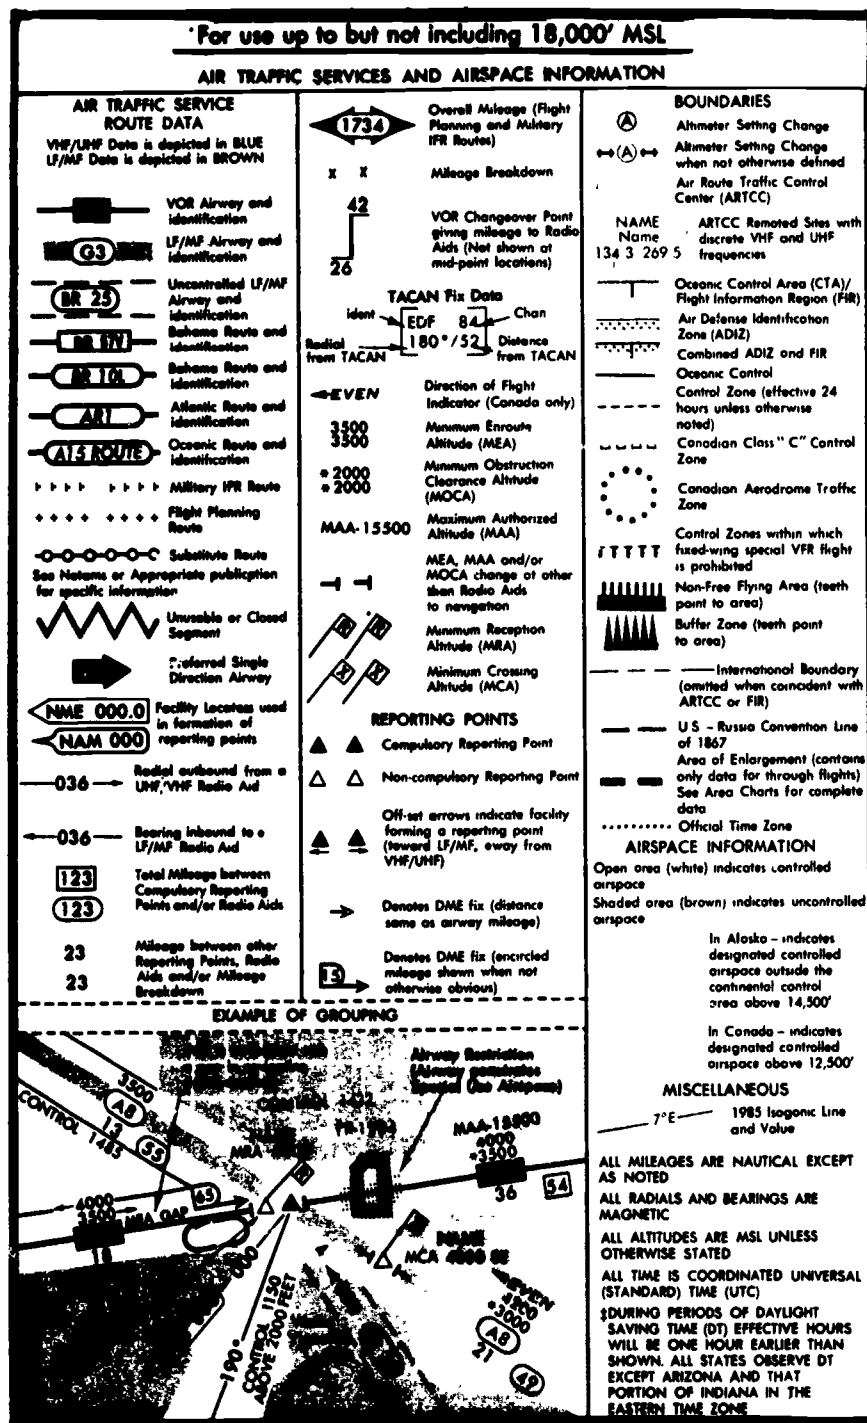 For use up to but not including 18,000' MSL
AIR TRAFFIC SERVICES AND AIRSPACE INFORMATION
AIR TRAFFIC SERVICE
ROUTE DATA
VHF/UHF Data is depicted in BLUE
LF/MF Data is depicted in BROWN
VOR Airway and
identification
G3
LF/MF Airway and
identification
BR 25
Uncontrolled LF/MF
Airway and
identification
BR 57V
Bahama Route and
identification
BR 10L
Bahama Route and
identification
AR1
Atlantic Route and
identification
A15 ROUTE
Oceanic Route and
identification
Military IFR Route
Flight Planning
Route
Substitute Route
See Notams or Appropriate publication
for specific information
Unusable or Closed
Segment
Preferred Single
Direction Airway
NME 000.0
NAM 000
Facility Locators used
in formation of
reporting points
036
Radial outbound from a
UHF/VHF Radio Aid
036
Bearing inbound to a
LF/MF Radio Aid
123
123
Total Mileage between
Compulsory Reporting
Points and/or Radio Aids
23
23
Mileage between other
Reporting Points, Radio
Aids and/or Mileage
Breakdown
1734
Overall Mileage (Flight
Planning and Military
IFR Routes)
x x
Mileage Breakdown
42
26
VOR Changeover Point
giving mileage to Radio
Aids (Not shown at
mid-point locations)
TACAN Fix Data
ident
EDF 84
Chan
Radial
from TACAN
180°/52
Distance
from TACAN
EVEN
Direction of Flight
Indicator (Canada only)
3500
3500
Minimum Enroute
Altitude (MEA)
*2000
*2000
Minimum Obstruction
Clearance Altitude
(MOCA)
MAA-15500
Maximum Authorized
Altitude (MAA)
MEA, MAA and/or
MOCA change at other
than Radio Aids
to navigation
R R
Minimum Reception
Altitude (MRA)
X X
Minimum Crossing
Altitude (MCA)
REPORTING POINTS
Compulsory Reporting Point
Non-compulsory Reporting Point
Off-set arrows indicate facility
forming a reporting point
(toward LF/MF, away from
VHF/UHF)
Denotes DME fix (distance
same as airway mileage)
15
Denotes DME fix (encircled
mileage shown when not
otherwise obvious)
BOUNDARIES
A
Altimeter Setting Change
(A)
Altimeter Setting Change
when not otherwise defined
Air Route Traffic Control
Center (ARTCC)
NAME
Name
134 3 269 5
ARTCC Remoted Sites with
discrete VHF and UHF
frequencies
Oceanic Control Area (CTA)/
Flight Information Region (FIR)
Air Defense Identification
Zone (ADIZ)
Combined ADIZ and FIR
Oceanic Control
Control Zone (effective 24
hours unless otherwise
noted)
Canadian Class "C" Control
Zone
Canadian Aerodrome Traffic
Zone
Control Zones within which
fixed-wing special VFR flight
is prohibited
Non-Free Flying Area (teeth
point to area)
Buffer Zone (teeth point
to area)
International Boundary
(omitted when coincident with
ARTCC or FIR)
U S - Russia Convention Line
of 1867
Area of Enlargement (contains
only data for through flights)
See Area Charts for complete
data
Official Time Zone
AIRSPACE INFORMATION
Open area (white) indicates controlled
airspace
Shaded area (brown) indicates uncontrolled
airspace
In Alaska - indicates
designated controlled
airspace outside the
continental control
area above 14,500'
In Canada - indicates
designated controlled
airspace above 12,500'
MISCELLANEOUS
7°E
1985 Isogonic Line
and Value
ALL MILEAGES ARE NAUTICAL EXCEPT
AS NOTED
ALL RADIALS AND BEARINGS ARE
MAGNETIC
ALL ALTITUDES ARE MSL UNLESS
OTHERWISE STATED
ALL TIME IS COORDINATED UNIVERSAL
(STANDARD) TIME (UTC)
‡DURING PERIODS OF DAYLIGHT
SAVING TIME (DT) EFFECTIVE HOURS
WILL BE ONE HOUR EARLIER THAN
SHOWN. ALL STATES OBSERVE DT
EXCEPT ARIZONA AND THAT
PORTION OF INDIANA IN THE
EASTERN TIME ZONE
EXAMPLE OF GROUPING
Airway Restriction
(Airway penetrates
Special Use Airspace)
3500
A8
13
55
CONTROL
1485
MRA
R
MAA-15500
6000
*3500
36
54
65
4000
3500
MEA GAP
18
NAME
MCA
SE
190°
CONTROL 1150
ABOVE 2000 FEET
EVEN
*3000
A8
21
49